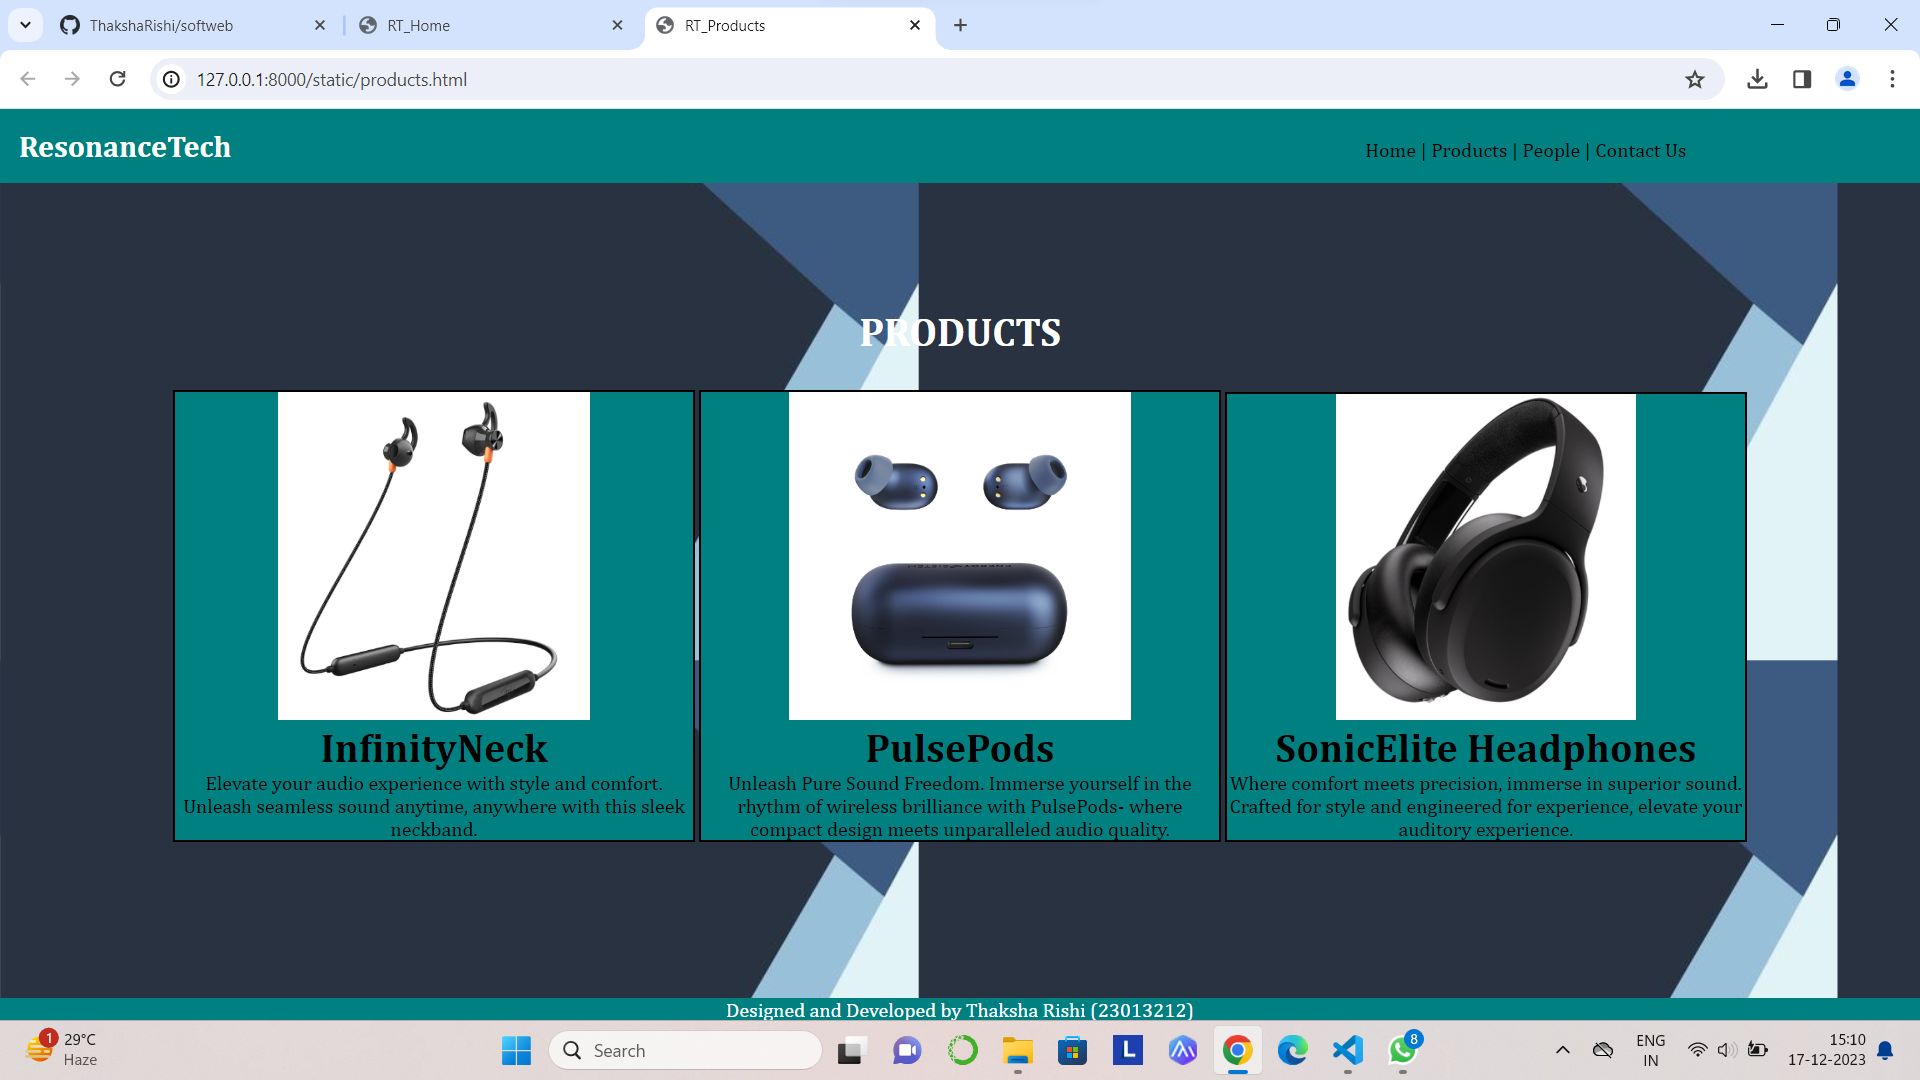 ThakshaRishi/softweb
RT_Home
RT_Products
127.0.0.1:8000/static/products.html
ResonanceTech
Home | Products | People | Contact Us
PRODUCTS
InfinityNeck
Elevate your audio experience with style and comfort.
Unleash seamless sound anytime, anywhere with this sleek
neckband.
PulsePods
Unleash Pure Sound Freedom. Immerse yourself in the
rhythm of wireless brilliance with PulsePods- where
compact design meets unparalleled audio quality.
SonicElite Headphones
Where comfort meets precision, immerse in superior sound.
Crafted for style and engineered for experience, elevate your
auditory experience.
Designed and Developed by Thaksha Rishi (23013212)
1
29°C
Haze
Search
L
8
ENG
IN
15:10
17-12-2023